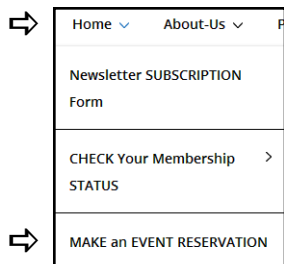 Home About-Us P
Newsletter SUBSCRIPTION
Form
CHECK Your Membership
STATUS
MAKE an EVENT RESERVATION